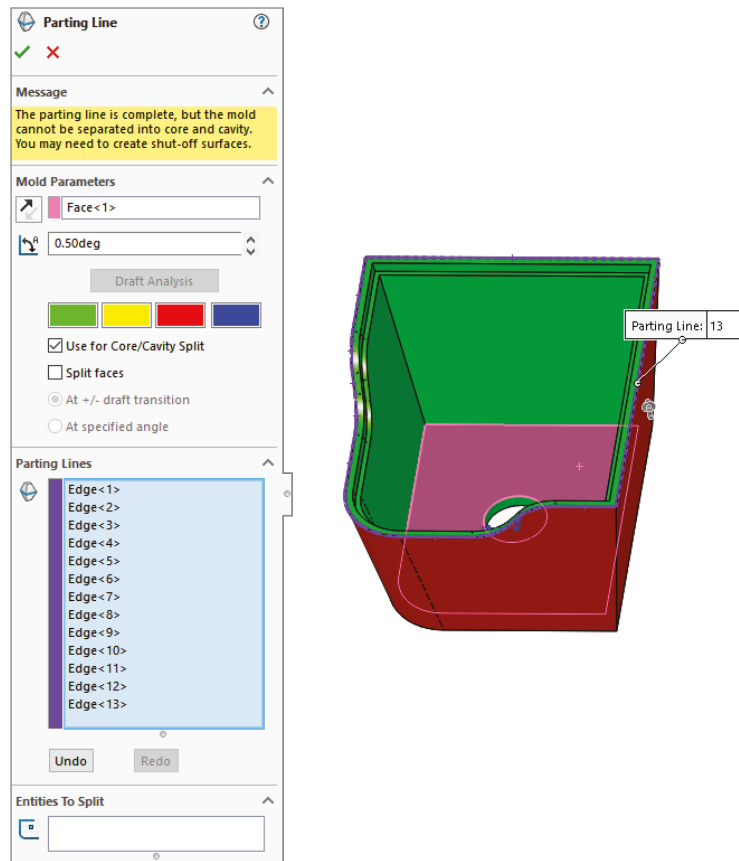 Parting Line
Message
The parting line is complete, but the mold
cannot be separated into core and cavity.
You may need to create shut-off surfaces.
Mold Parameters
Face<1>
0.50deg
Draft Analysis
Use for Core/Cavity Split
Split faces
At +/- draft transition
At specified angle
Parting Lines
Edge<1>
Edge<2>
Edge<3>
Edge<4>
Edge<5>
Edge<6>
Edge<7>
Edge<8>
Edge<9>
Edge<10>
Edge<11>
Edge<12>
Edge<13>
Undo Redo
Entities To Split
Parting Line: 13